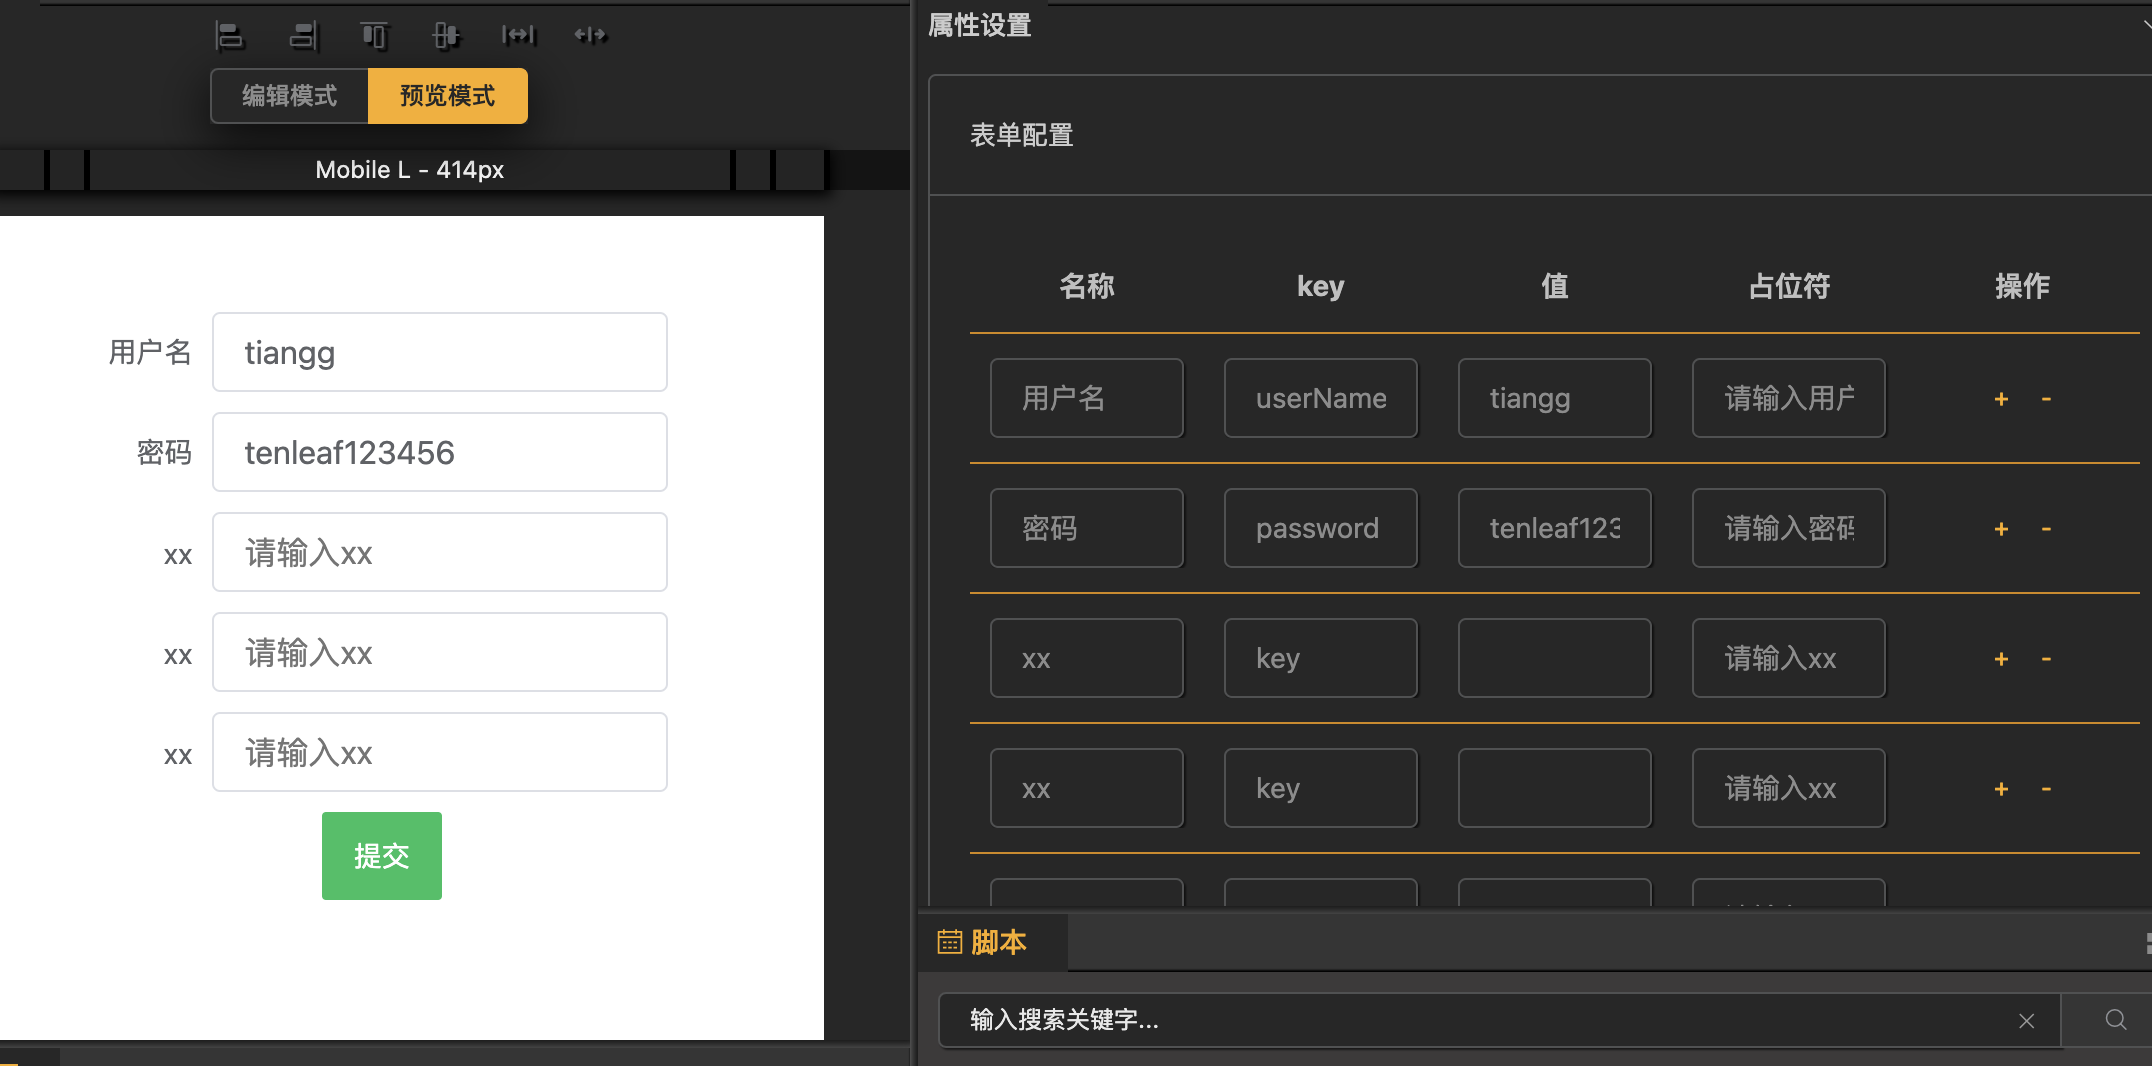 编辑模式 预览模式
Mobile L - 414px
用户名 tiangg
密码 tenleaf123456
xx 请输入xx
xx 请输入xx
xx 请输入xx
提交
属性设置
表单配置
名称 key 值 占位符 操作
用户名 userName tiangg 请输入用户 + -
密码 password tenleaf123 请输入密码 + -
xx key 请输入xx + -
xx key 请输入xx + -
脚本
输入搜索关键字...